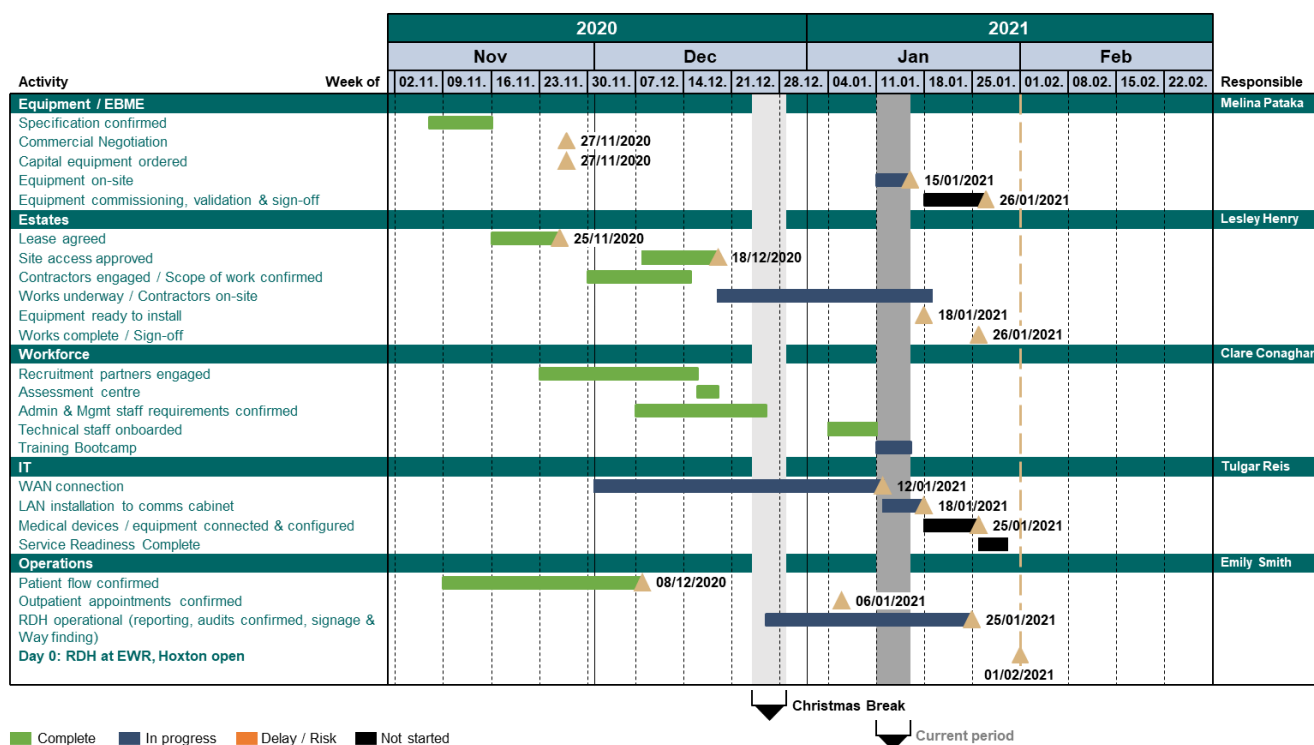 2020 2021
Nov Dec Jan Feb
Activity Week of 02.11. 09.11. 16.11. 23.11. 30.11. 07.12. 14.12. 21.12. 28.12. 04.01. 11.01. 18.01. 25.01. 01.02. 08.02. 15.02. 22.02. Responsible
Equipment / EBME Melina Pataka
Specification confirmed
Commercial Negotiation 27/11/2020
Capital equipment ordered 27/11/2020
Equipment on-site 15/01/2021
Equipment commissioning, validation & sign-off 26/01/2021
Estates Lesley Henry
Lease agreed 25/11/2020
Site access approved 18/12/2020
Contractors engaged / Scope of work confirmed
Works underway / Contractors on-site
Equipment ready to install 18/01/2021
Works complete / Sign-off 26/01/2021
Workforce Clare Conaghan
Recruitment partners engaged
Assessment centre
Admin & Mgmt staff requirements confirmed
Technical staff onboarded
Training Bootcamp
IT Tulgar Reis
WAN connection 12/01/2021
LAN installation to comms cabinet 18/01/2021
Medical devices / equipment connected & configured 25/01/2021
Service Readiness Complete
Operations Emily Smith
Patient flow confirmed 08/12/2020
Outpatient appointments confirmed 06/01/2021
RDH operational (reporting, audits confirmed, signage & 25/01/2021
Way finding)
Day 0: RDH at EWR, Hoxton open
01/02/2021
Christmas Break
Complete In progress Delay / Risk Not started Current period